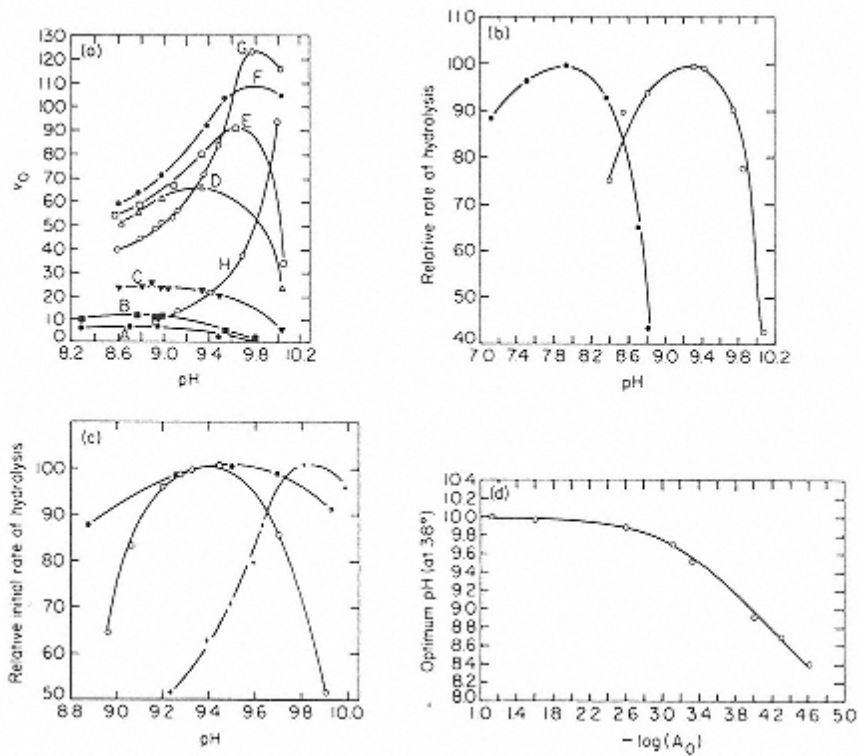 (a)
130
120
110
100
90
80
70
60
50
40
30
20
10
0
v0
G
F
E
D
H
C
B
A
8.2 8.6 9.0 9.4 9.8 10.2
pH
(b)
110
100
90
80
70
60
50
40
Relative rate of hydrolysis
7.0 7.4 7.8 8.2 8.6 9.0 9.4 9.8 10.2
pH
(c)
100
90
80
70
60
50
Relative initial rate of hydrolysis
8.8 9.0 9.2 9.4 9.6 9.8 10.0
pH
(d)
10.4
10.2
10.0
9.8
9.6
9.4
9.2
9.0
8.8
8.6
8.4
8.2
8.0
Optimum pH (at 38°)
1.0 1.4 1.8 2.2 2.6 3.0 3.4 3.8 4.2 4.6 5.0
-log(A0)